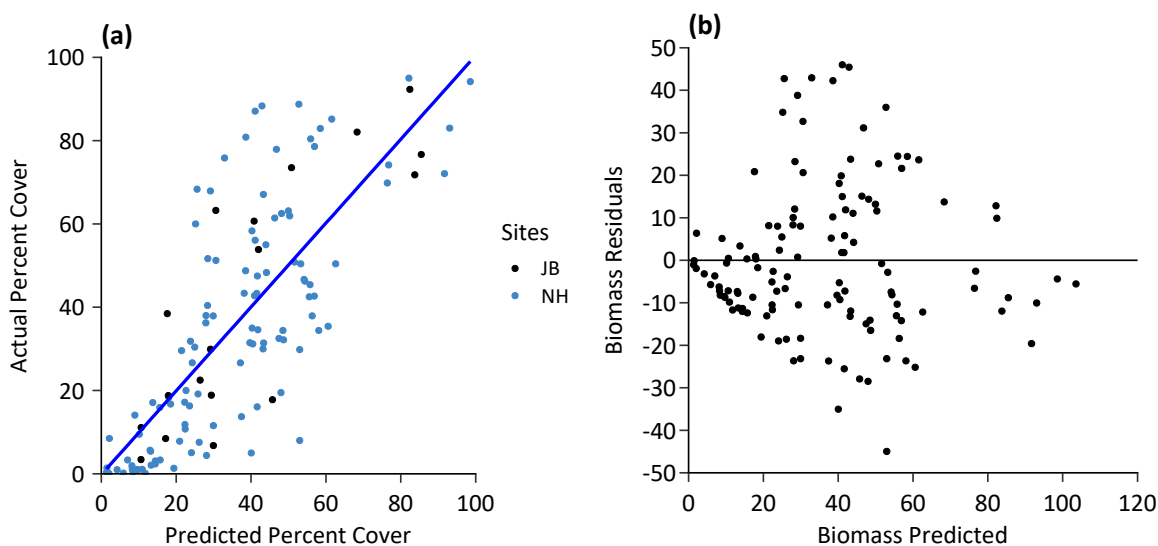 (a)
100
80
60
40
20
0
Actual Percent Cover
0 20 40 60 80 100
Predicted Percent Cover
Sites
JB
NH
(b)
50
40
30
20
10
0
-10
-20
-30
-40
-50
Biomass Residuals
0 20 40 60 80 100 120
Biomass Predicted